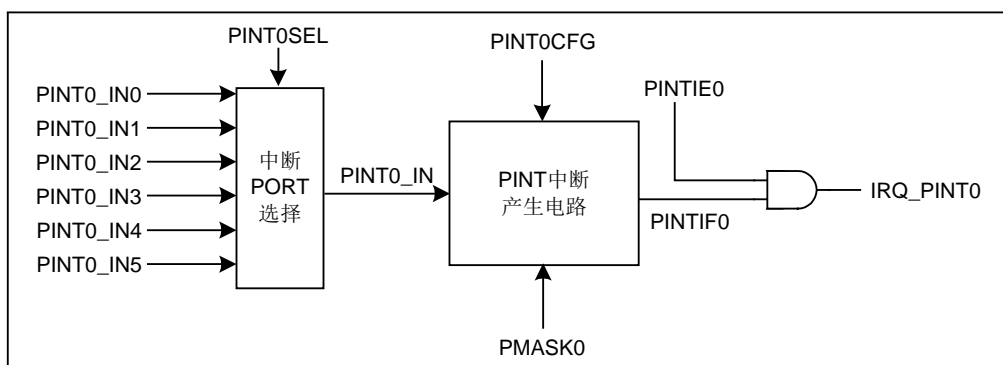 PINT0SEL
PINT0CFG
PINTIE0
PINT0_IN0
PINT0_IN1
PINT0_IN2
PINT0_IN3
PINT0_IN4
PINT0_IN5
中断
PORT
选择
PINT0_IN
PINT中断
产生电路
PINTIF0
IRQ_PINT0
PMASK0